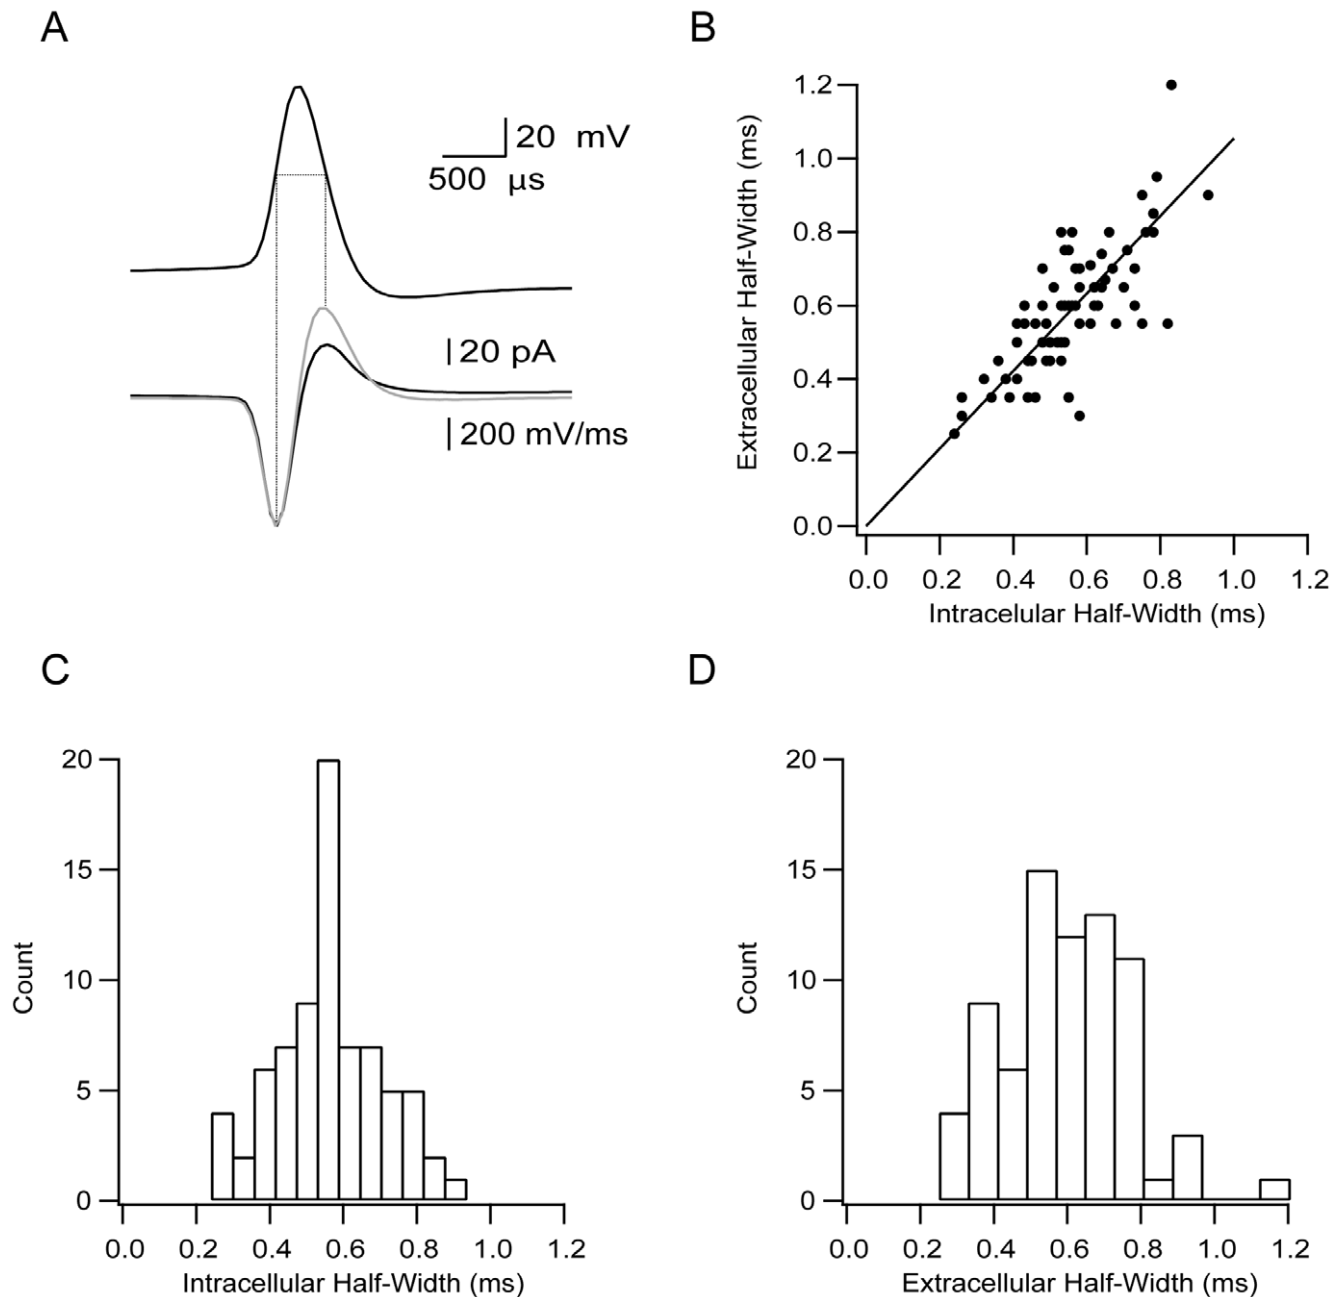 A
20 mV
500 µs
20 pA
200 mV/ms
B
1.2
1.0
0.8
0.6
0.4
0.2
0.0
Extracellular Half-Width (ms)
0.0 0.2 0.4 0.6 0.8 1.0 1.2
Intracelular Half-Width (ms)
C
20
15
10
5
0
Count
0.0 0.2 0.4 0.6 0.8 1.0 1.2
Intracellular Half-Width (ms)
D
20
15
10
5
0
Count
0.0 0.2 0.4 0.6 0.8 1.0 1.2
Extracellular Half-Width (ms)